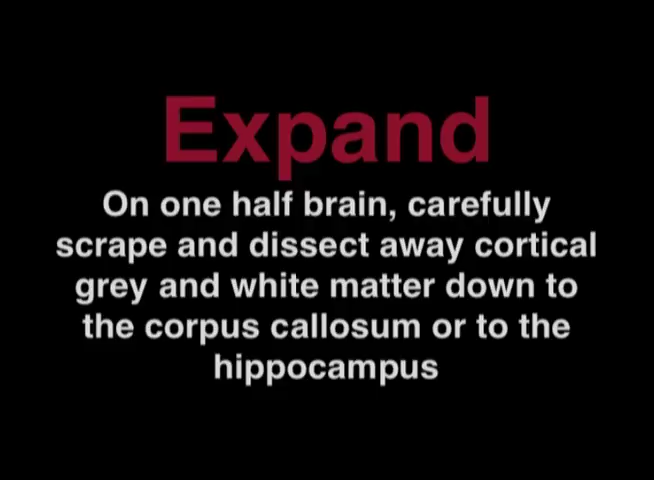 Expand
On one half brain, carefully
scrape and dissect away cortical
grey and white matter down to
the corpus callosum or to the
hippocampus